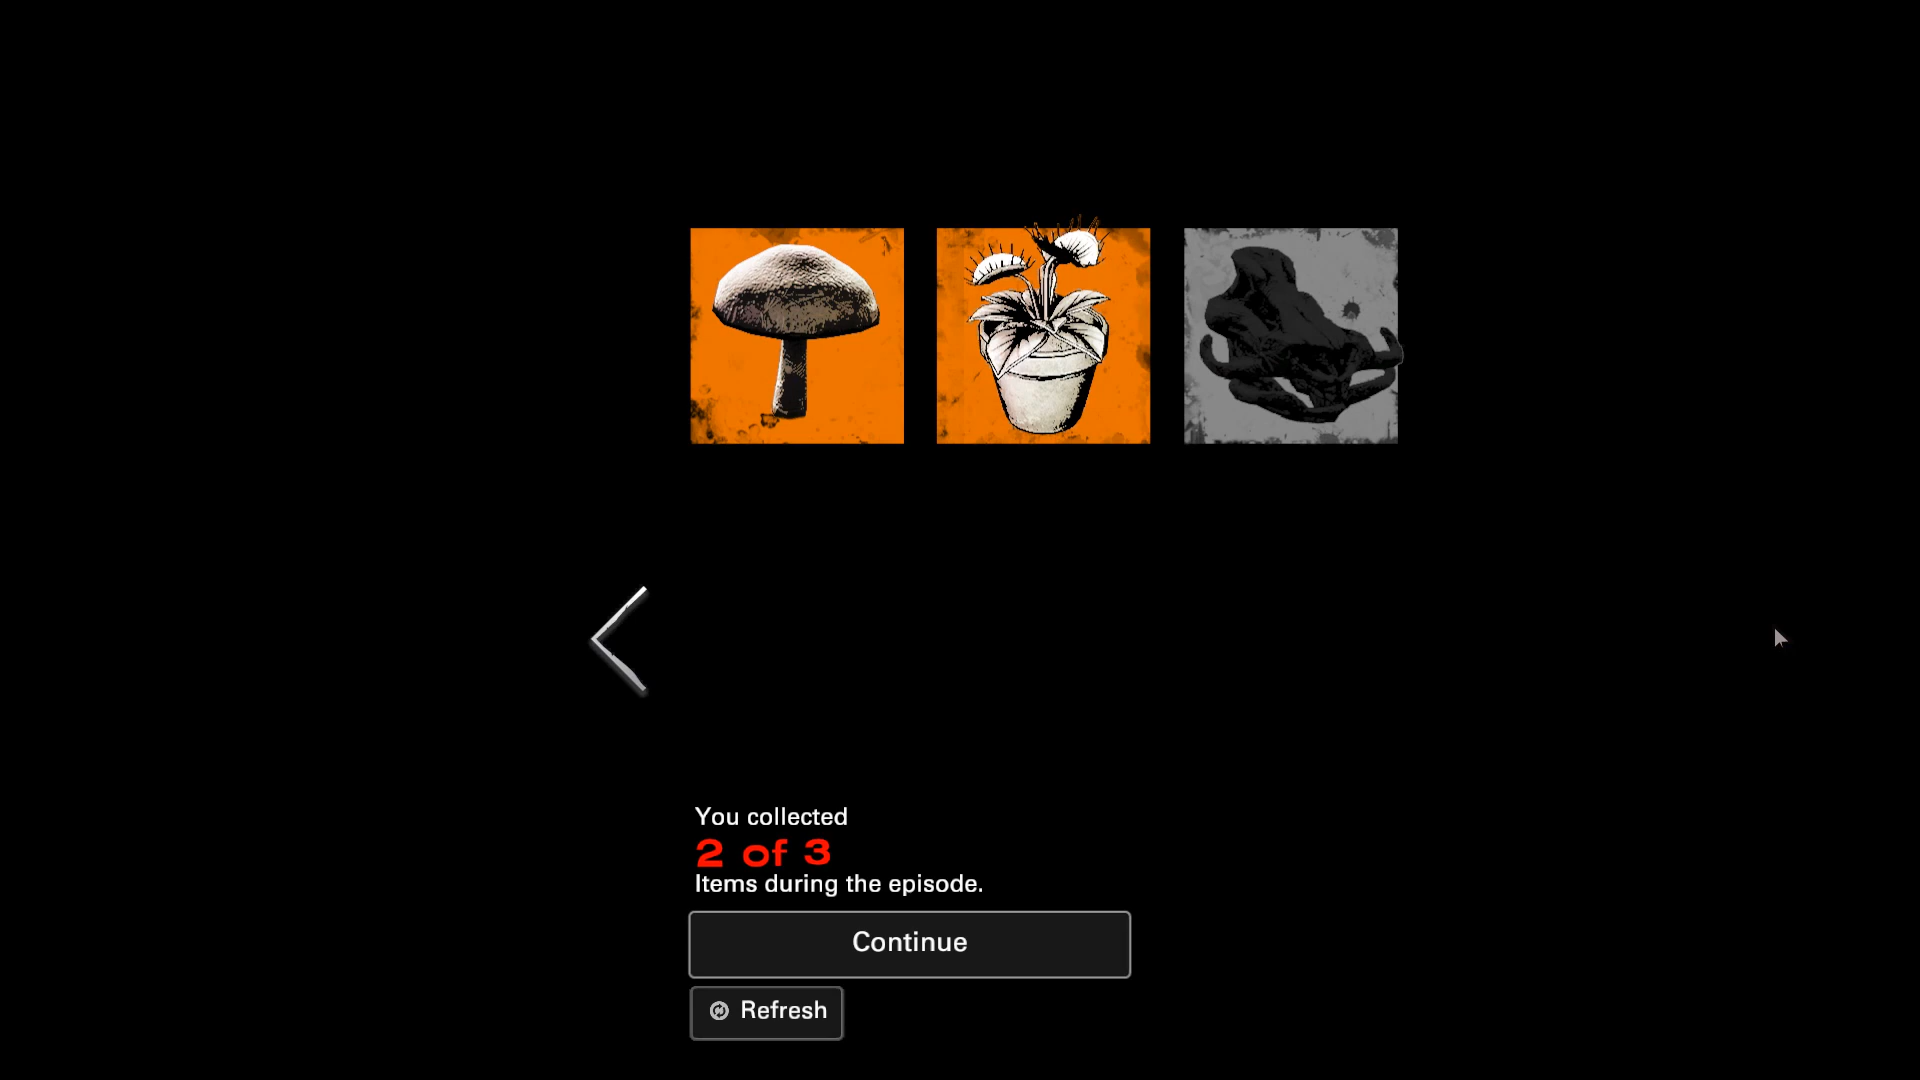 You collected
2 of 3
Items during the episode.
Continue
Refresh